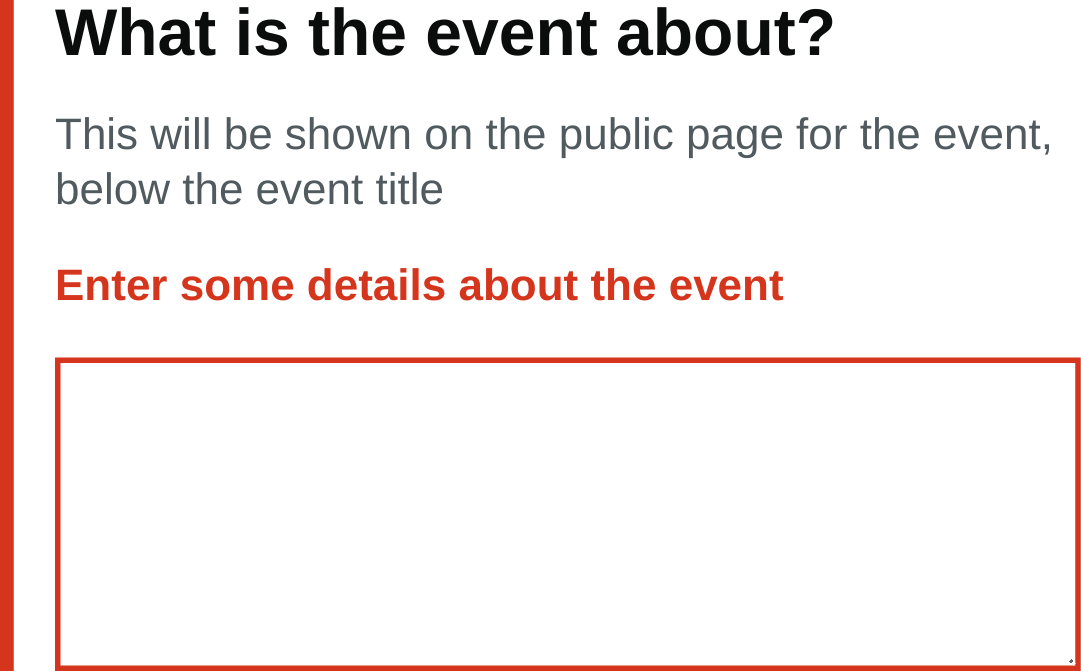 What is the event about?
This will be shown on the public page for the event,
below the event title
Enter some details about the event